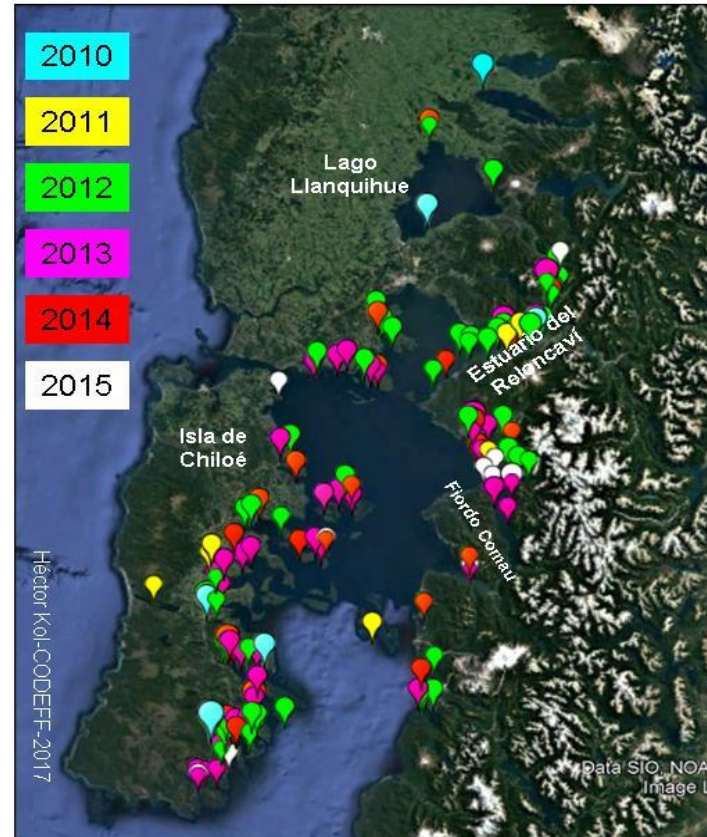 2010
2011
2012
2013
2014
2015
Lago
Llanquihue
Estuario del
Reloncaví
Isla de
Chiloé
Fiordo Comau
Héctor Kol-CODEFF-2017
Data SIO, NOA
Image L